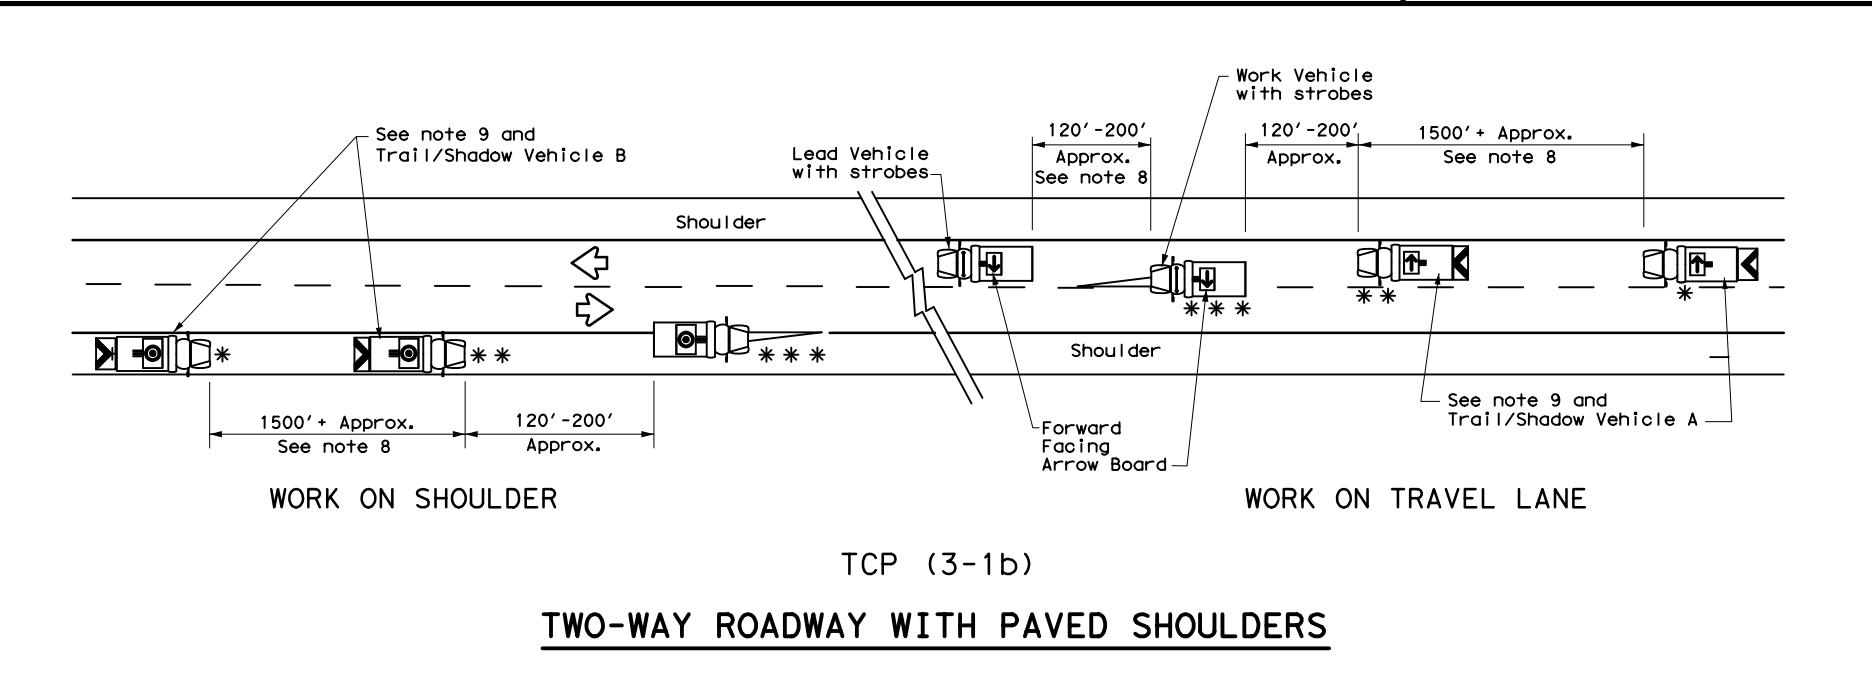 Work Vehicle
with strobes
See note 9 and
Trail/Shadow Vehicle B
Lead Vehicle
with strobes
120'-200'
Approx.
See note 8
120'-200'
Approx.
1500'+ Approx.
See note 8
Shoulder
Shoulder
* * *
* *
*
*
* *
* * *
1500'+ Approx.
See note 8
120'-200'
Approx.
Forward
Facing
Arrow Board
See note 9 and
Trail/Shadow Vehicle A
WORK ON SHOULDER
WORK ON TRAVEL LANE
TCP (3-1b)
TWO-WAY ROADWAY WITH PAVED SHOULDERS